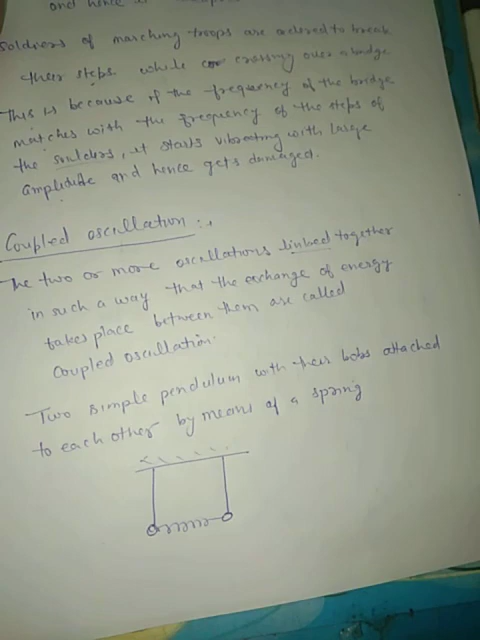 and hence it
Soldiers of marching troops are ordered to break
their steps while crossing over a bridge
This is because if the frequency of the bridge
matches with the frequency of the steps of
the soldiers, it starts vibrating with large
amplitude and hence gets damaged.
Coupled oscillation :-
The two or more oscillations linked together
in such a way that the exchange of energy
takes place between them are called
Coupled oscillation.
Two simple pendulum with their bobs attached
to each other by means of a spring